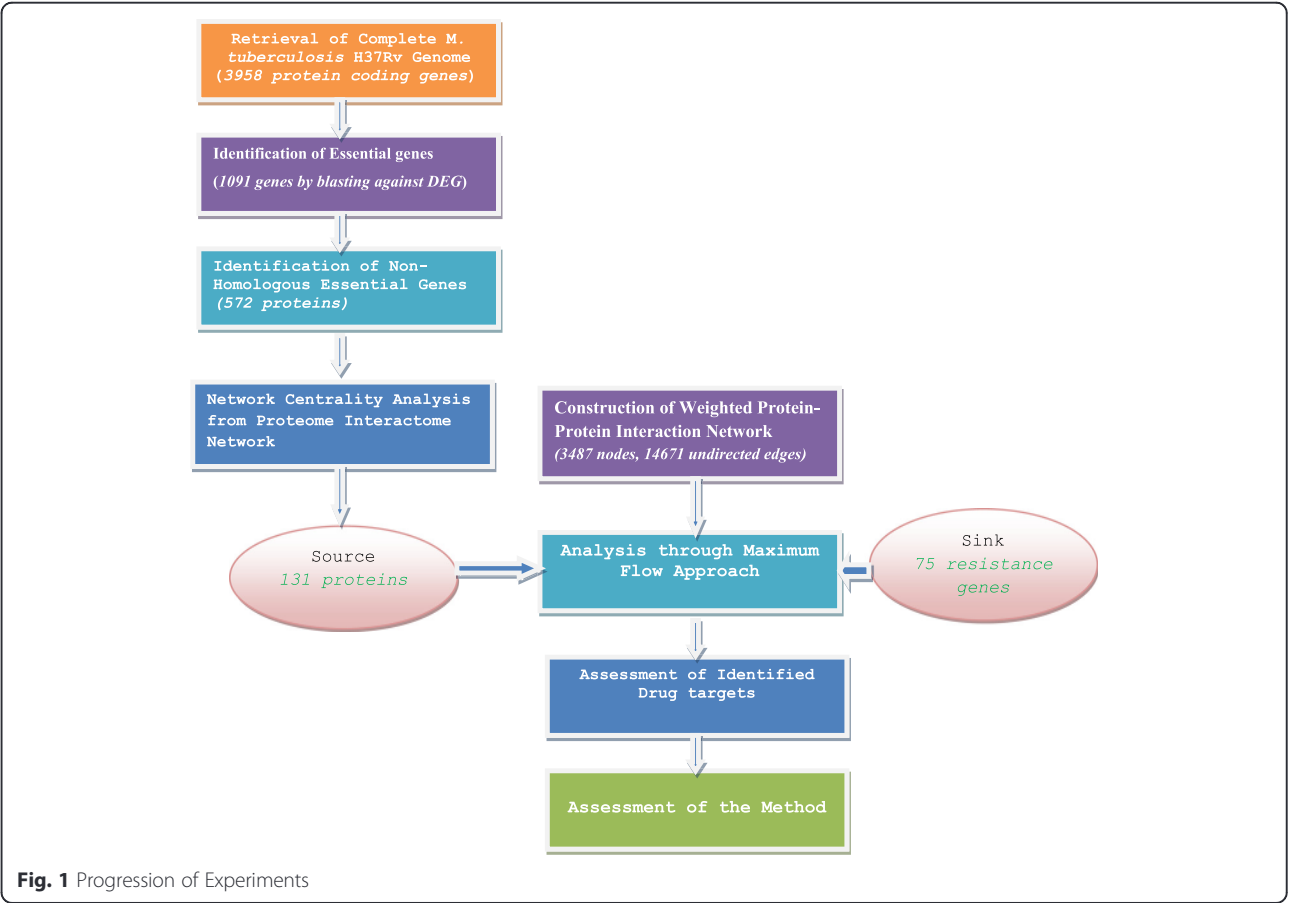 Retrieval of Complete M.
tuberculosis H37Rv Genome
(3958 protein coding genes)
Identification of Essential genes
(1091 genes by blasting against DEG)
Identification of Non-
Homologous Essential Genes
(572 proteins)
Network Centrality Analysis
from Proteome Interactome
Network
Construction of Weighted Protein-
Protein Interaction Network
(3487 nodes, 14671 undirected edges)
Source
131 proteins
Analysis through Maximum
Flow Approach
Sink
75 resistance
genes
Assessment of Identified
Drug targets
Assessment of the Method
Fig. 1 Progression of Experiments